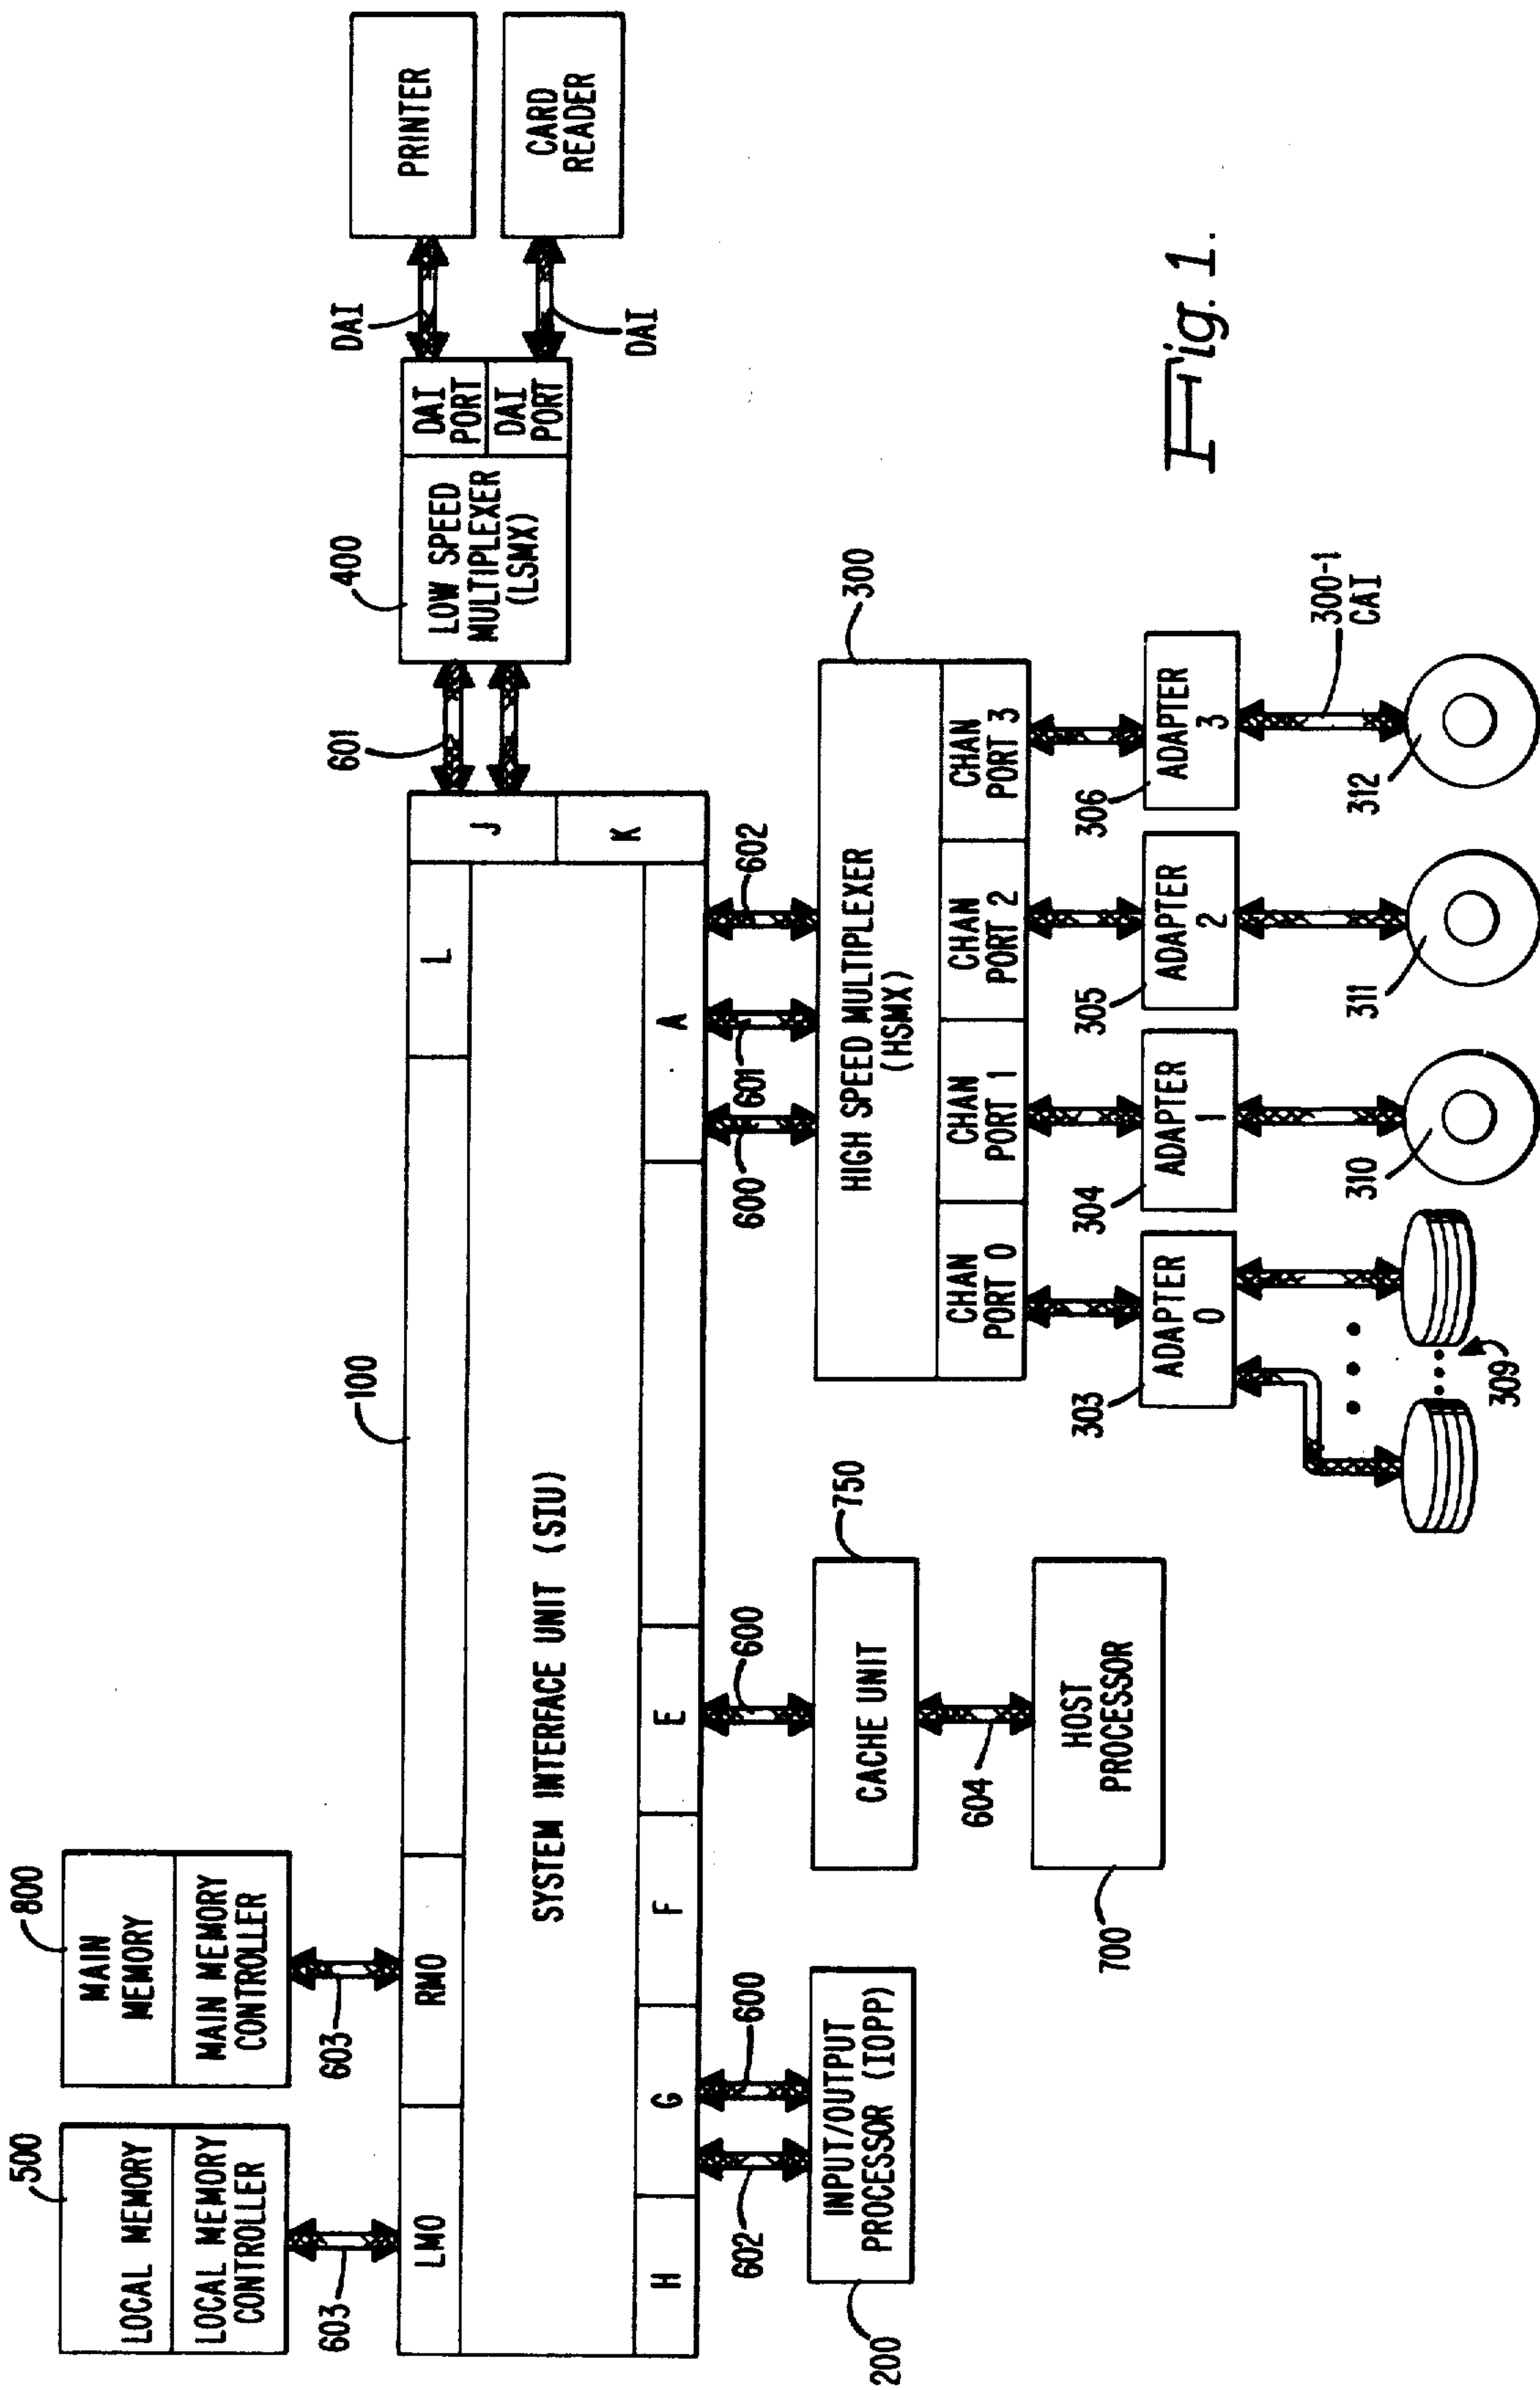 500
LOCAL MEMORY
LOCAL MEMORY
CONTROLLER
603
800
MAIN
MEMORY
MAIN MEMORY
CONTROLLER
603
PRINTER
CARD
READER
DAI
DAI
DAI
PORT
DAI
PORT
400
LOW SPEED
MULTIPLEXER
(LSMX)
601
100
LMO
RMO
L
J
K
SYSTEM INTERFACE UNIT (SIU)
H
G
F
E
A
602
600
600
600
601
602
200
INPUT/OUTPUT
PROCESSOR (IOPP)
750
CACHE UNIT
604
700
HOST
PROCESSOR
300
HIGH SPEED MULTIPLEXER
(HSMX)
CHAN
PORT 0
CHAN
PORT 1
CHAN
PORT 2
CHAN
PORT 3
303
ADAPTER
0
304
ADAPTER
1
305
ADAPTER
2
306
ADAPTER
3
300-1
CAI
309
310
311
312
Fig. 1.